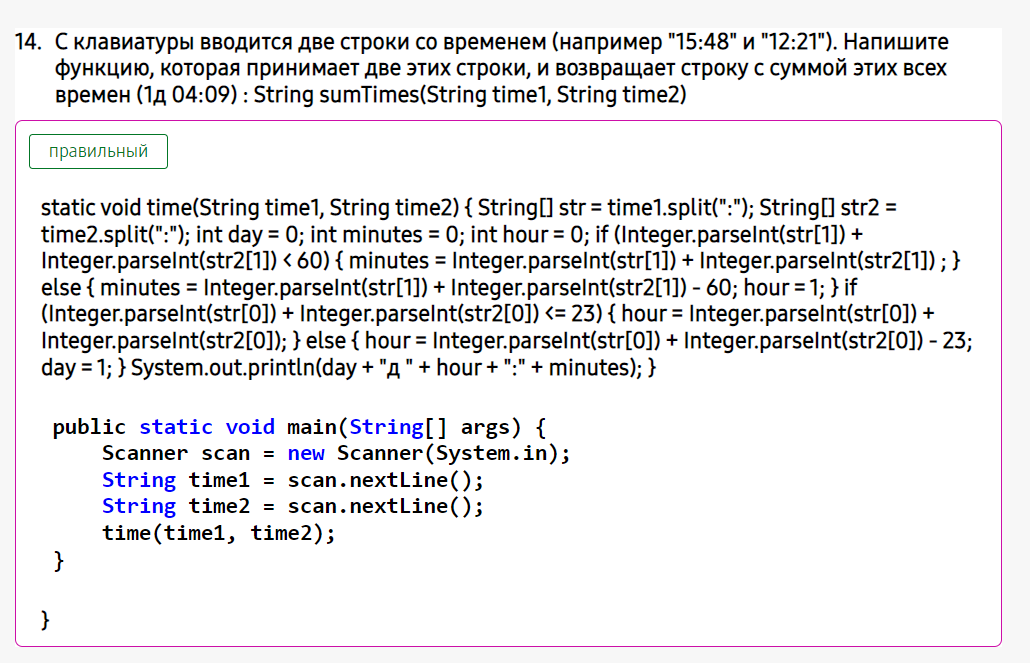 14. С клавиатуры вводится две строки со временем (например "15:48" и "12:21"). Напишите
функцию, которая принимает две этих строки, и возвращает строку с суммой этих всех
времен (1д 04:09) : String sumTimes(String time1, String time2)
правильный
static void time(String time1, String time2) { String[] str = time1.split(":"); String[] str2 =
time2.split(":"); int day = 0; int minutes = 0; int hour = 0; if (Integer.parseInt(str[1]) +
Integer.parseInt(str2[1]) < 60) { minutes = Integer.parseInt(str[1]) + Integer.parseInt(str2[1]) ; }
else { minutes = Integer.parseInt(str[1]) + Integer.parseInt(str2[1]) - 60; hour = 1; } if
(Integer.parseInt(str[0]) + Integer.parseInt(str2[0]) <= 23) { hour = Integer.parseInt(str[0]) +
Integer.parseInt(str2[0]); } else { hour = Integer.parseInt(str[0]) + Integer.parseInt(str2[0]) - 23;
day = 1; } System.out.println(day + "д " + hour + ":" + minutes); }
public static void main(String[] args) {
Scanner scan = new Scanner(System.in);
String time1 = scan.nextLine();
String time2 = scan.nextLine();
time(time1, time2);
}
}